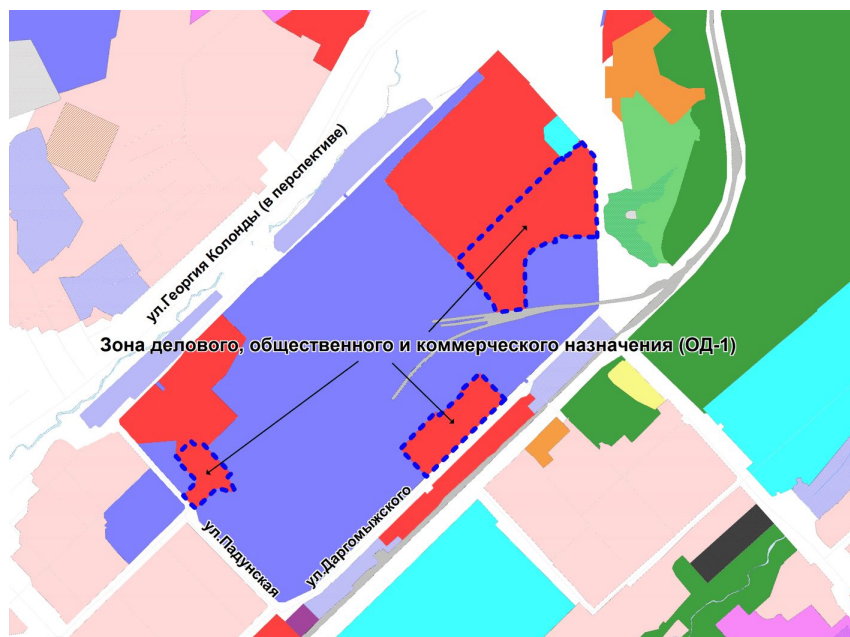 ул.Георгия Колонды (в перспективе)
Зона делового, общественного и коммерческого назначения (ОД-1)
ул.Падунская
ул.Даргомыжского